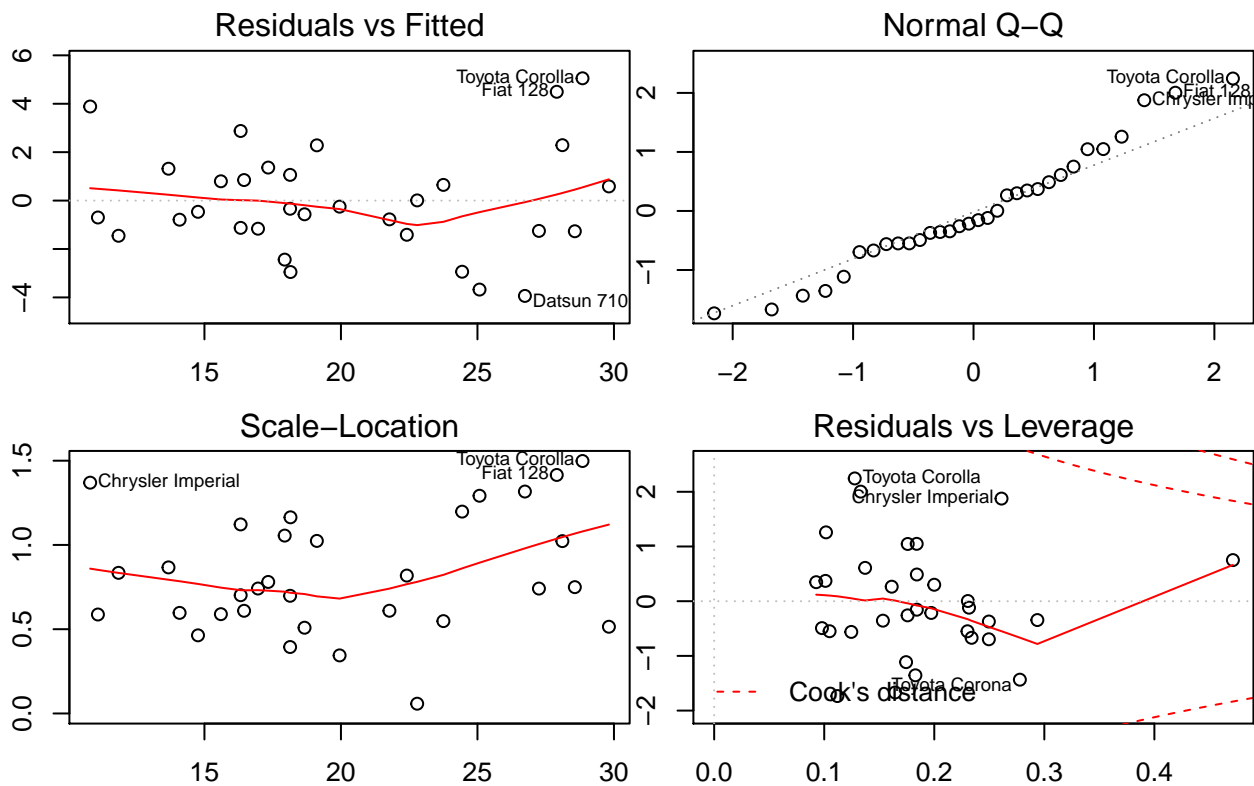 Residuals vs Fitted
6
4
2
0
−4
Toyota Corolla
Fiat 128
Datsun 710
15
20
25
30
Normal Q−Q
2
1
0
−1
Toyota Corolla
Fiat 128
Chrysler Imp
−2
−1
0
1
2
Scale−Location
1.5
1.0
0.5
0.0
Toyota Corolla
Fiat 128
Chrysler Imperial
15
20
25
30
Residuals vs Leverage
2
1
0
−1
−2
Toyota Corolla
Chrysler Imperial
Toyota Corona
Cook's distance
0.0
0.1
0.2
0.3
0.4